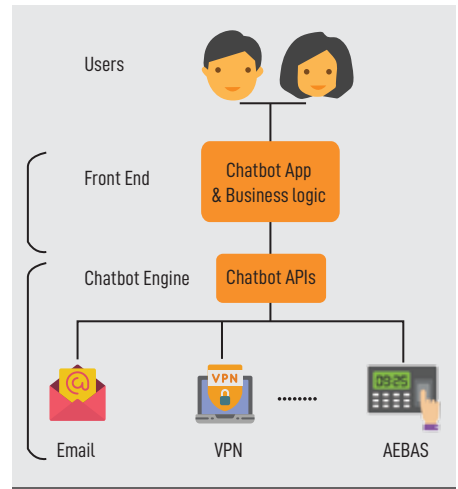 Users
Front End
Chatbot App
& Business logic
Chatbot Engine
Chatbot APIs
@
VPN
09:25
Email
VPN
AEBAS